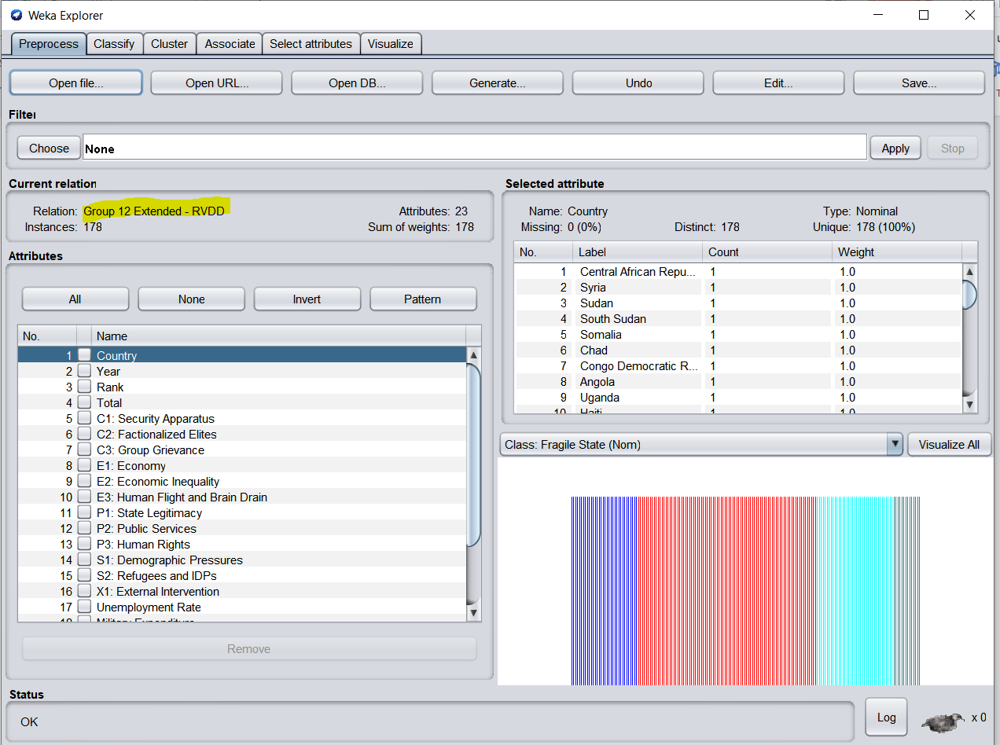 Weka Explorer
Preprocess Classify Cluster Associate Select attributes Visualize
Open file... Open URL... Open DB... Generate... Undo Edit... Save...
Filter
Choose None Apply Stop
Current relation
Relation: Group 12 Extended - RVDD Attributes: 23
Instances: 178 Sum of weights: 178
Attributes
All None Invert Pattern
No. Name
1 Country
2 Year
3 Rank
4 Total
5 C1: Security Apparatus
6 C2: Factionalized Elites
7 C3: Group Grievance
8 E1: Economy
9 E2: Economic Inequality
10 E3: Human Flight and Brain Drain
11 P1: State Legitimacy
12 P2: Public Services
13 P3: Human Rights
14 S1: Demographic Pressures
15 S2: Refugees and IDPs
16 X1: External Intervention
17 Unemployment Rate
18 Military Expenditure
Remove
Selected attribute
Name: Country Type: Nominal
Missing: 0 (0%) Distinct: 178 Unique: 178 (100%)
No. Label Count Weight
1 Central African Repu... 1 1.0
2 Syria 1 1.0
3 Sudan 1 1.0
4 South Sudan 1 1.0
5 Somalia 1 1.0
6 Chad 1 1.0
7 Congo Democratic R... 1 1.0
8 Angola 1 1.0
9 Uganda 1 1.0
10 Haiti 1 1.0
Class: Fragile State (Nom) Visualize All
Status
OK Log x 0